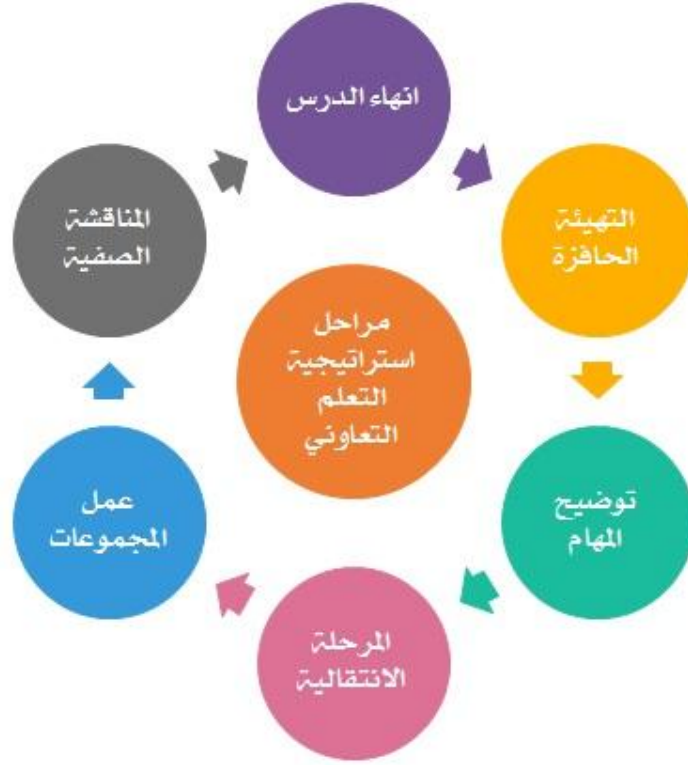 انهاء الدرس
التهيئة
الحافزة
توضيح
المهام
المرحلة
الانتقالية
عمل
المجموعات
المناقشة
الصفية
مراحل
استراتيجية
التعلم
التعاوني